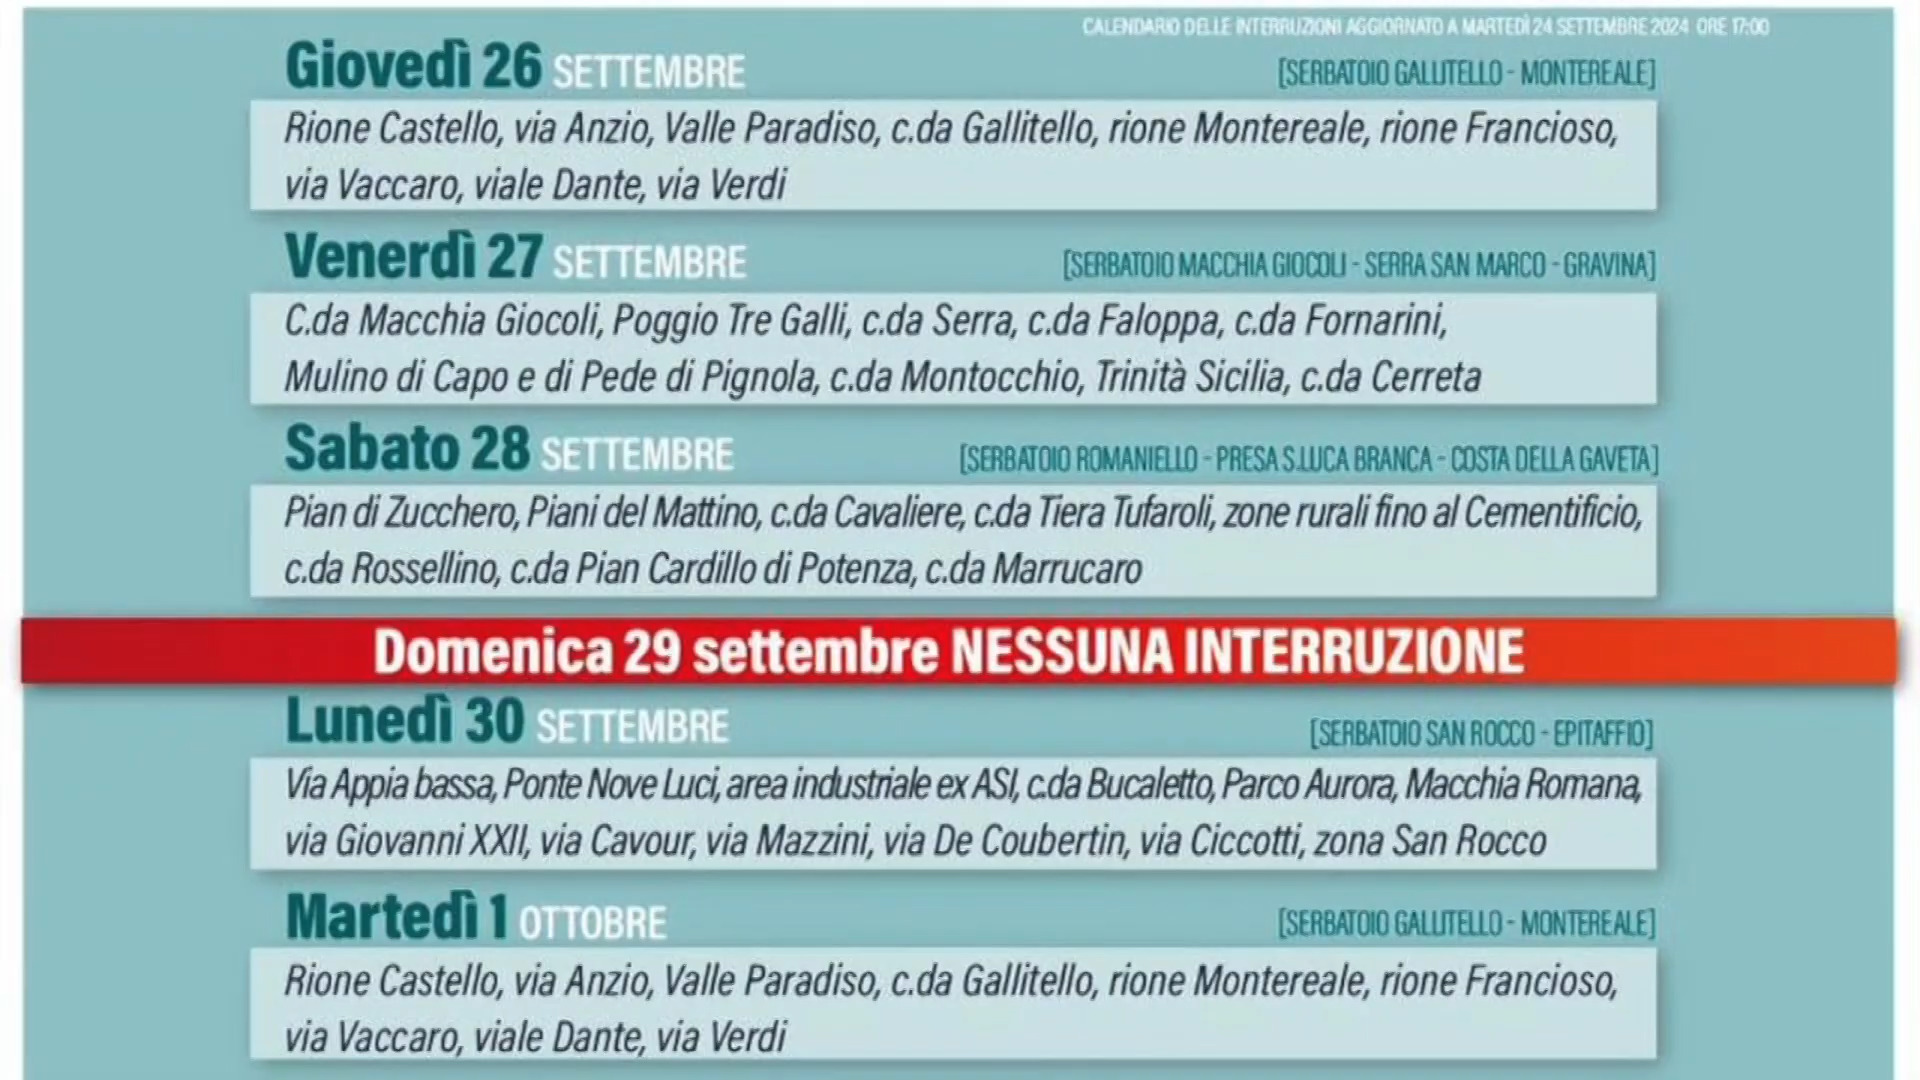 CALENDARIO DELLE INTERRUZIONI AGGIORNATO A MARTEDÌ 24 SETTEMBRE 2024 ORE 17:00
Giovedì 26 SETTEMBRE [SERBATOIO GALLITELLO - MONTEREALE]
Rione Castello, via Anzio, Valle Paradiso, c.da Gallitello, rione Montereale, rione Francioso,
via Vaccaro, viale Dante, via Verdi
Venerdì 27 SETTEMBRE [SERBATOIO MACCHIA GIOCOLI - SERRA SAN MARCO - GRAVINA]
C.da Macchia Giocoli, Poggio Tre Galli, c.da Serra, c.da Faloppa, c.da Fornarini,
Mulino di Capo e di Pede di Pignola, c.da Montocchio, Trinità Sicilia, c.da Cerreta
Sabato 28 SETTEMBRE [SERBATOIO ROMANIELLO - PRESA S.LUCA BRANCA - COSTA DELLA GAVETA]
Pian di Zucchero, Piani del Mattino, c.da Cavaliere, c.da Tiera Tufaroli, zone rurali fino al Cementificio,
c.da Rossellino, c.da Pian Cardillo di Potenza, c.da Marrucaro
Domenica 29 settembre NESSUNA INTERRUZIONE
Lunedì 30 SETTEMBRE [SERBATOIO SAN ROCCO - EPITAFFIO]
Via Appia bassa, Ponte Nove Luci, area industriale ex ASI, c.da Bucaletto, Parco Aurora, Macchia Romana,
via Giovanni XXII, via Cavour, via Mazzini, via De Coubertin, via Ciccotti, zona San Rocco
Martedì 1 OTTOBRE [SERBATOIO GALLITELLO - MONTEREALE]
Rione Castello, via Anzio, Valle Paradiso, c.da Gallitello, rione Montereale, rione Francioso,
via Vaccaro, viale Dante, via Verdi